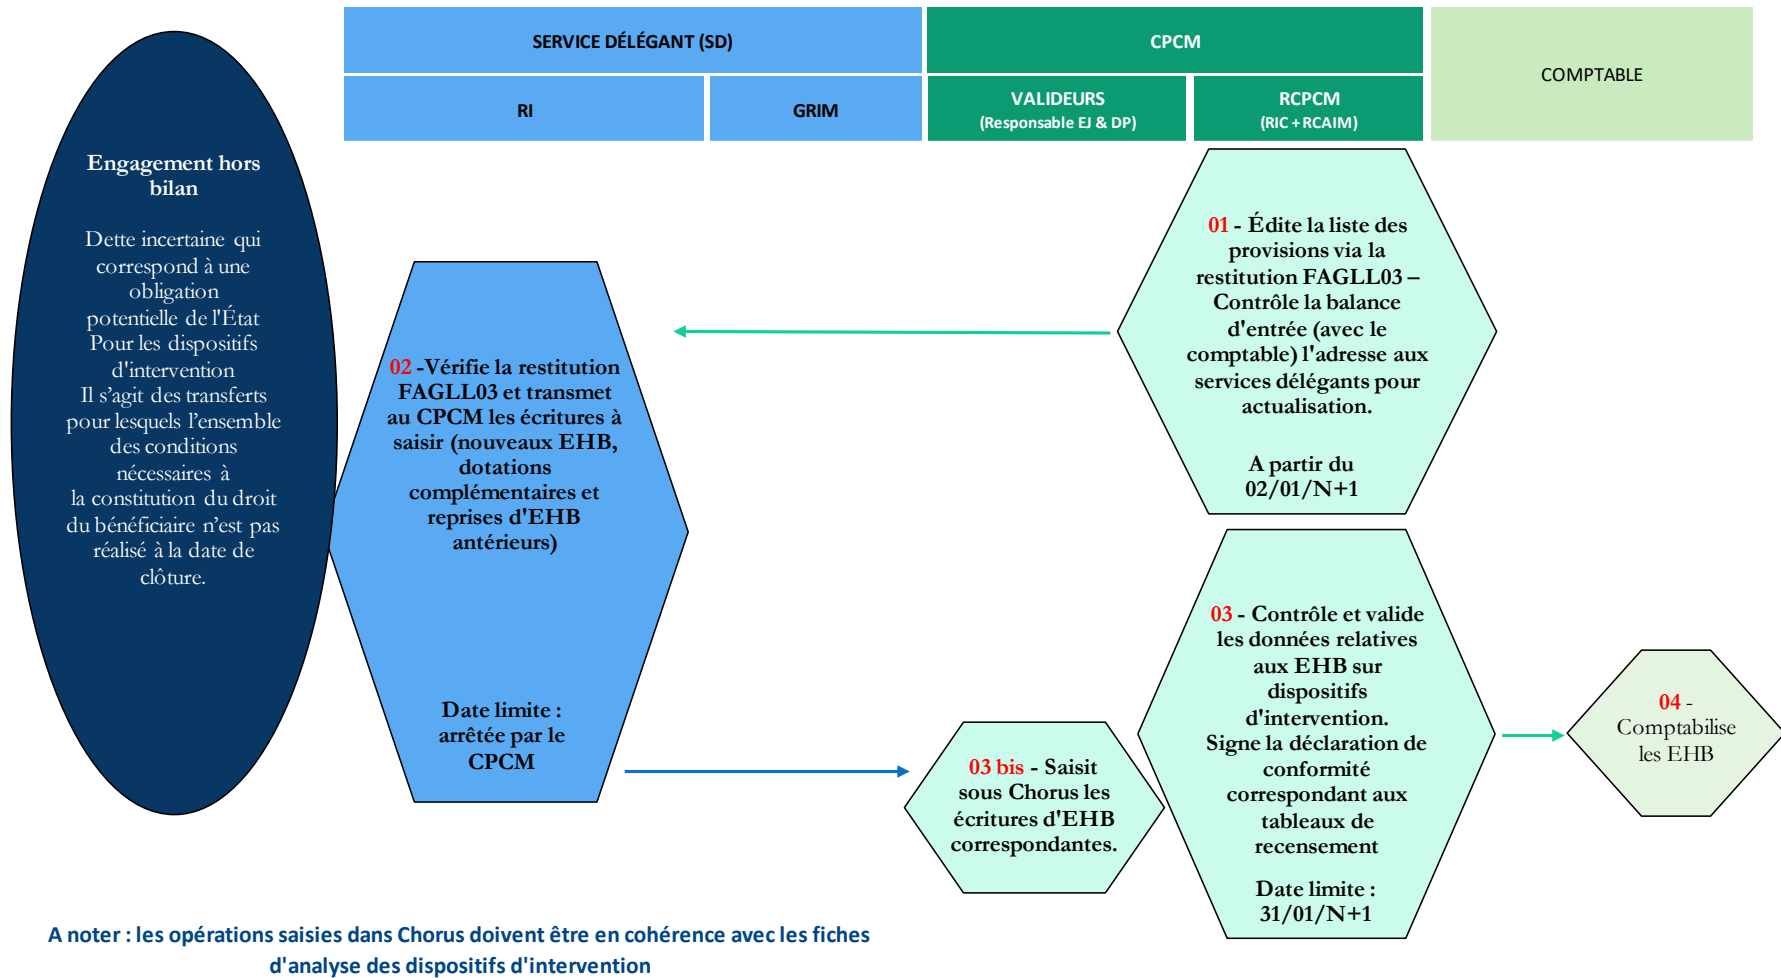 SERVICE DÉLÉGANT (SD)
CPCM
COMPTABLE
RI
GRIM
VALIDEURS
(Responsable EJ & DP)
RCPCM
(RIC + RCAIM)
Engagement hors
bilan
Dette incertaine qui
correspond à une
obligation
potentielle de l'État
Pour les dispositifs
d'intervention
Il s’agit des transferts
pour lesquels l’ensemble
des conditions
nécessaires à
la constitution du droit
du bénéficiaire n’est pas
réalisé à la date de
clôture.
01 - Édite la liste des
provisions via la
restitution FAGLL03 –
Contrôle la balance
d'entrée (avec le
comptable) l'adresse aux
services délégants pour
actualisation.
A partir du
02/01/N+1
02 -Vérifie la restitution
FAGLL03 et transmet
au CPCM les écritures à
saisir (nouveaux EHB,
dotations
complémentaires et
reprises d'EHB
antérieurs)
Date limite :
arrêtée par le
CPCM
03 bis - Saisit
sous Chorus les
écritures d'EHB
correspondantes.
03 - Contrôle et valide
les données relatives
aux EHB sur
dispositifs
d'intervention.
Signe la déclaration de
conformité
correspondant aux
tableaux de
recensement
Date limite :
31/01/N+1
04 -
Comptabilise
les EHB
A noter : les opérations saisies dans Chorus doivent être en cohérence avec les fiches
d'analyse des dispositifs d'intervention